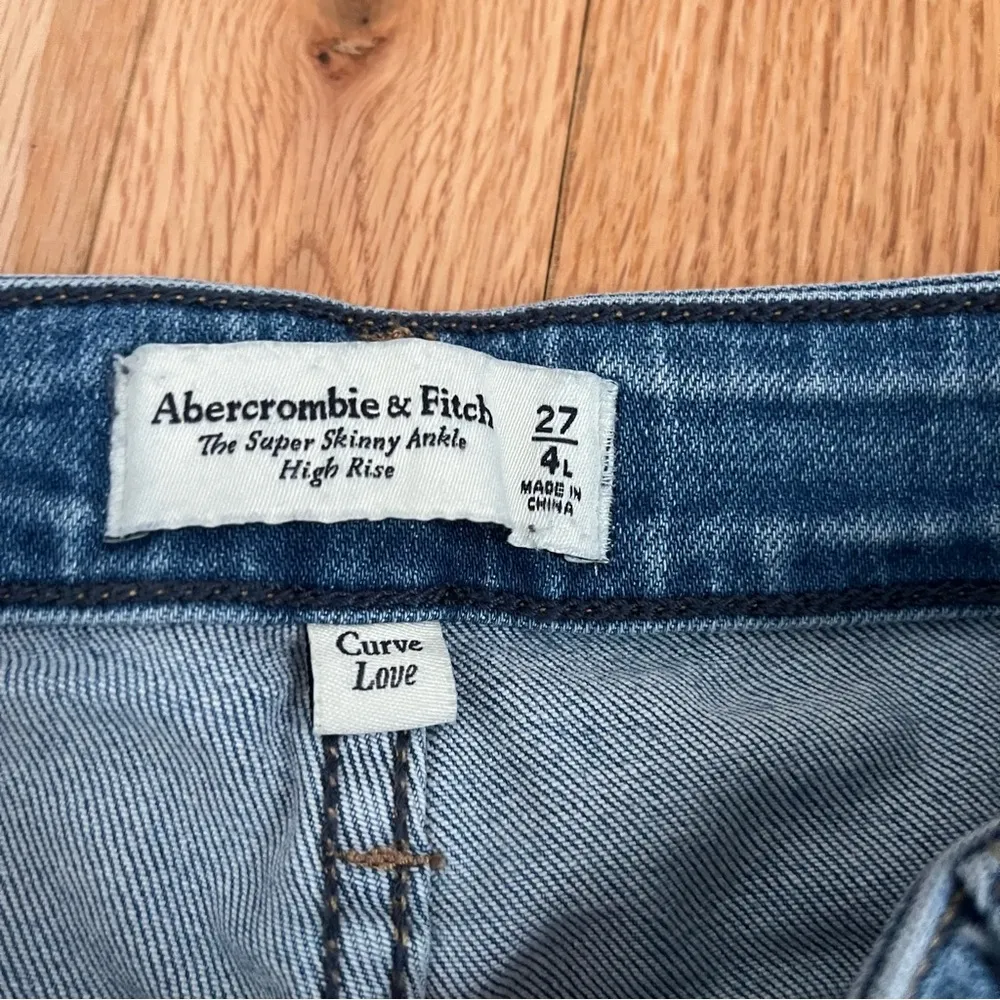 Abercrombie & Fitch
The Super Skinny Ankle
High Rise
27
4L
MADE IN
CHINA
Curve
Love